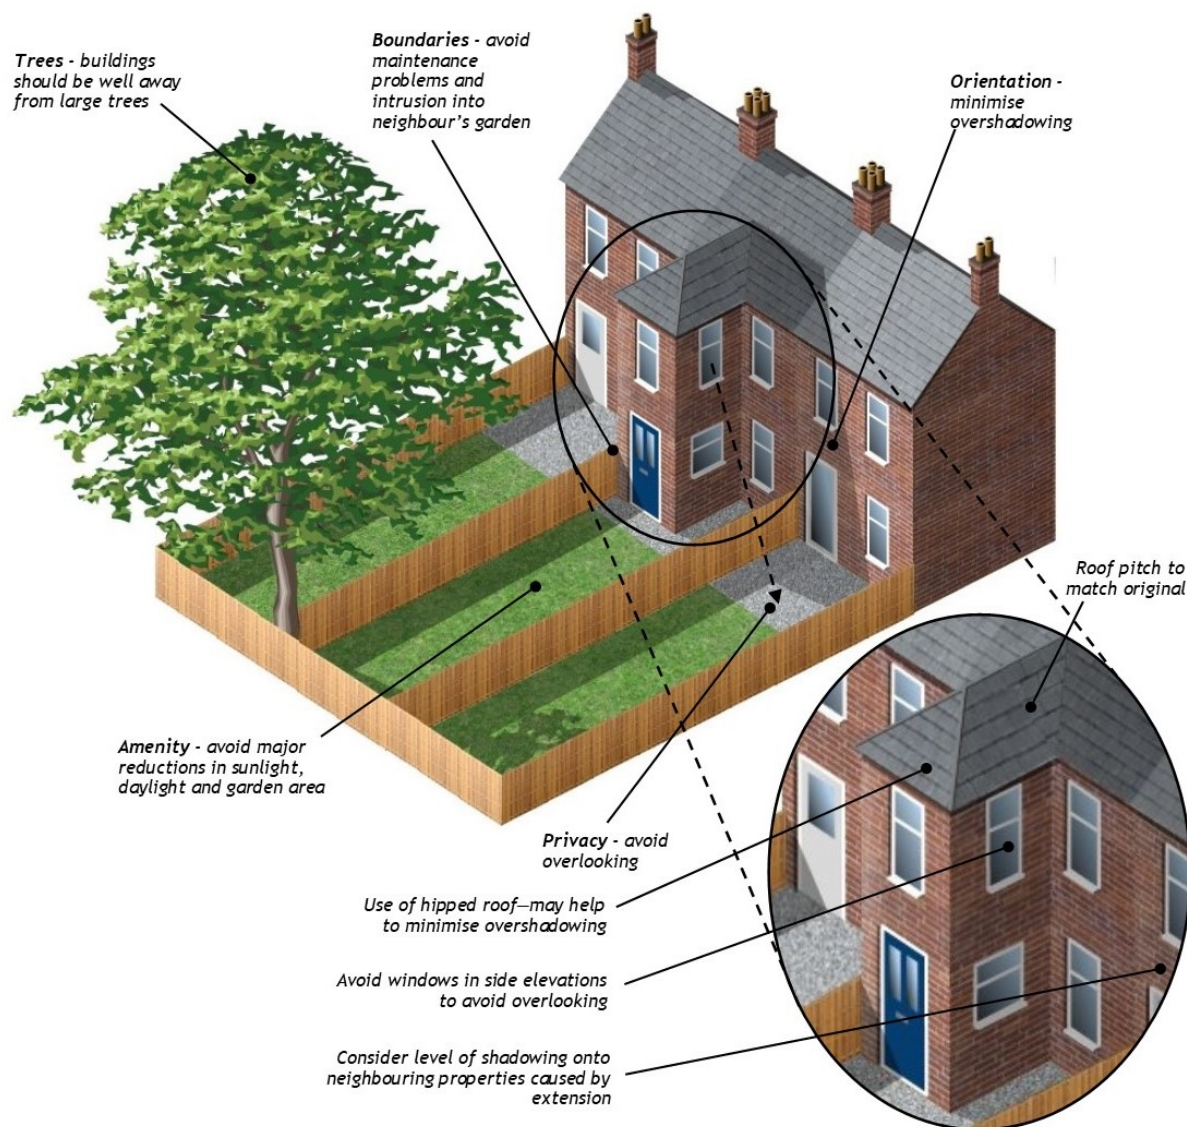 Trees - buildings
should be well away
from large trees
Boundaries - avoid
maintenance
problems and
intrusion into
neighbour's garden
Orientation -
minimise
overshadowing
Roof pitch to
match original
Amenity - avoid major
reductions in sunlight,
daylight and garden area
Privacy - avoid
overlooking
Use of hipped roof—may help
to minimise overshadowing
Avoid windows in side elevations
to avoid overlooking
Consider level of shadowing onto
neighbouring properties caused by
extension